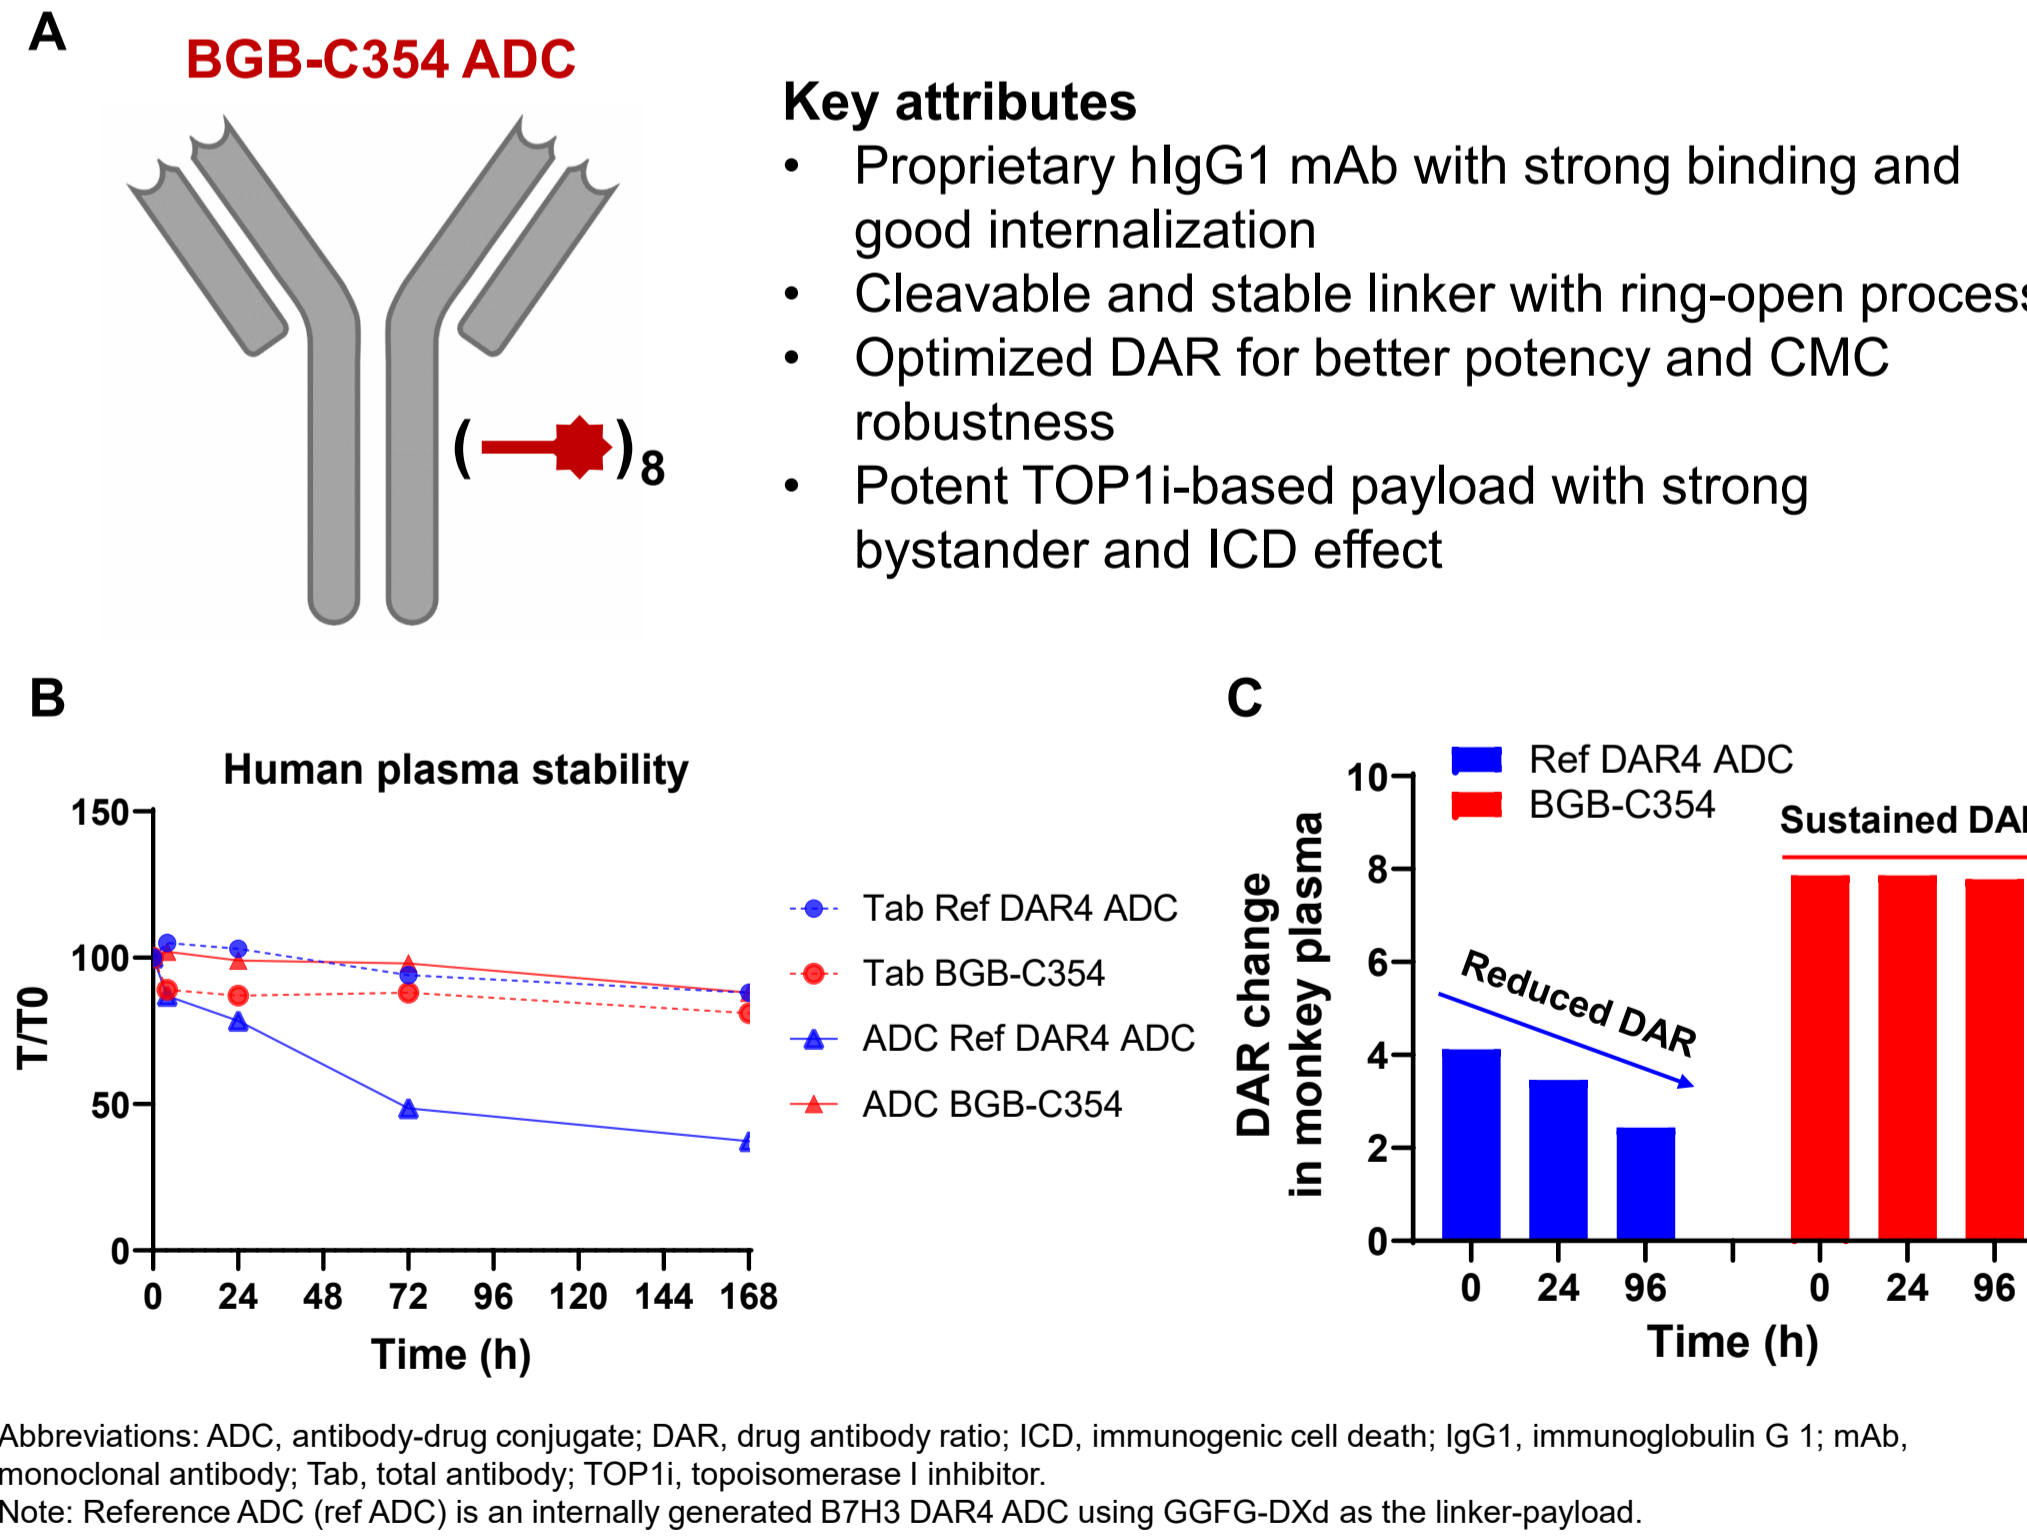 A
BGB-C354 ADC
( )8
Key attributes
• Proprietary hIgG1 mAb with strong binding and
good internalization
• Cleavable and stable linker with ring-open process
• Optimized DAR for better potency and CMC
robustness
• Potent TOP1i-based payload with strong
bystander and ICD effect
B
Human plasma stability
150
100
50
0
T/T0
0 24 48 72 96 120 144 168
Time (h)
Tab Ref DAR4 ADC
Tab BGB-C354
ADC Ref DAR4 ADC
ADC BGB-C354
C
Ref DAR4 ADC
BGB-C354
Sustained DAR
Reduced DAR
DAR change
in monkey plasma
10
8
6
4
2
0
0 24 96 0 24 96
Time (h)
Abbreviations: ADC, antibody-drug conjugate; DAR, drug antibody ratio; ICD, immunogenic cell death; IgG1, immunoglobulin G 1; mAb,
monoclonal antibody; Tab, total antibody; TOP1i, topoisomerase I inhibitor.
Note: Reference ADC (ref ADC) is an internally generated B7H3 DAR4 ADC using GGFG-DXd as the linker-payload.